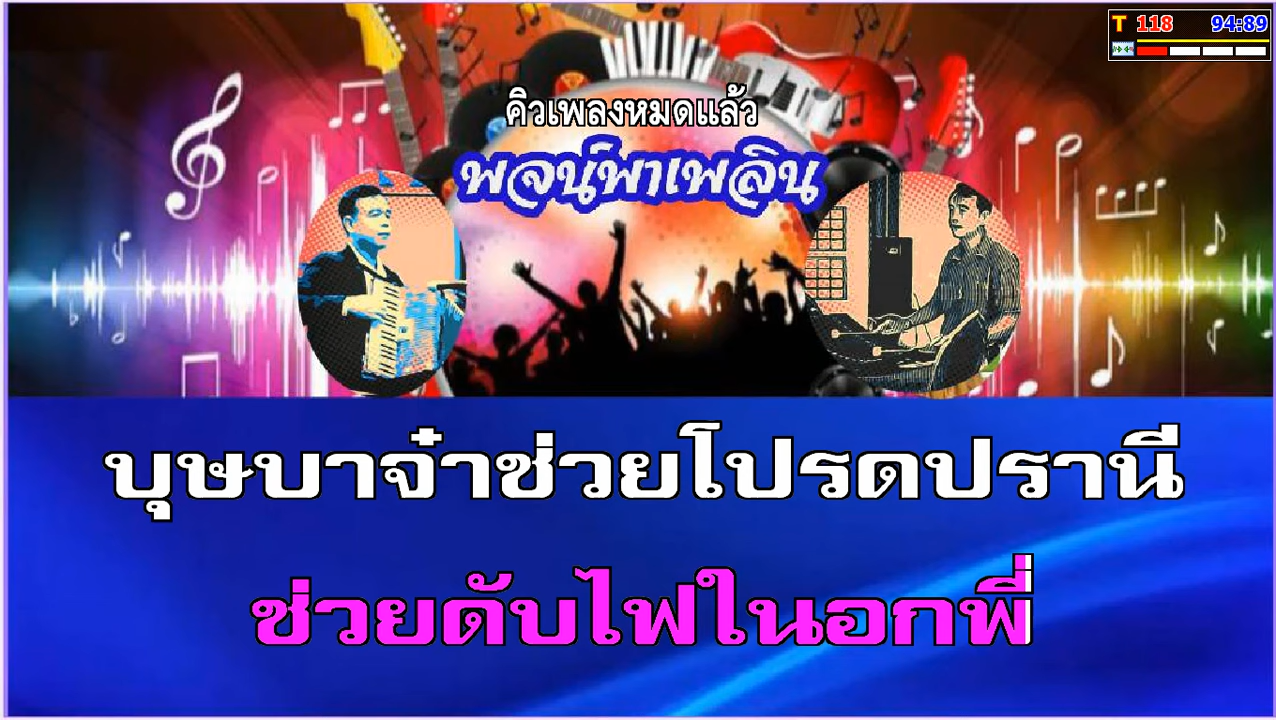 T 118 94:89
คิวเพลงหมดแล้ว
พจน์พาเพลิน
บุษบาจ๋าช่วยโปรดปรานี
ช่วยดับไฟในอกพี่